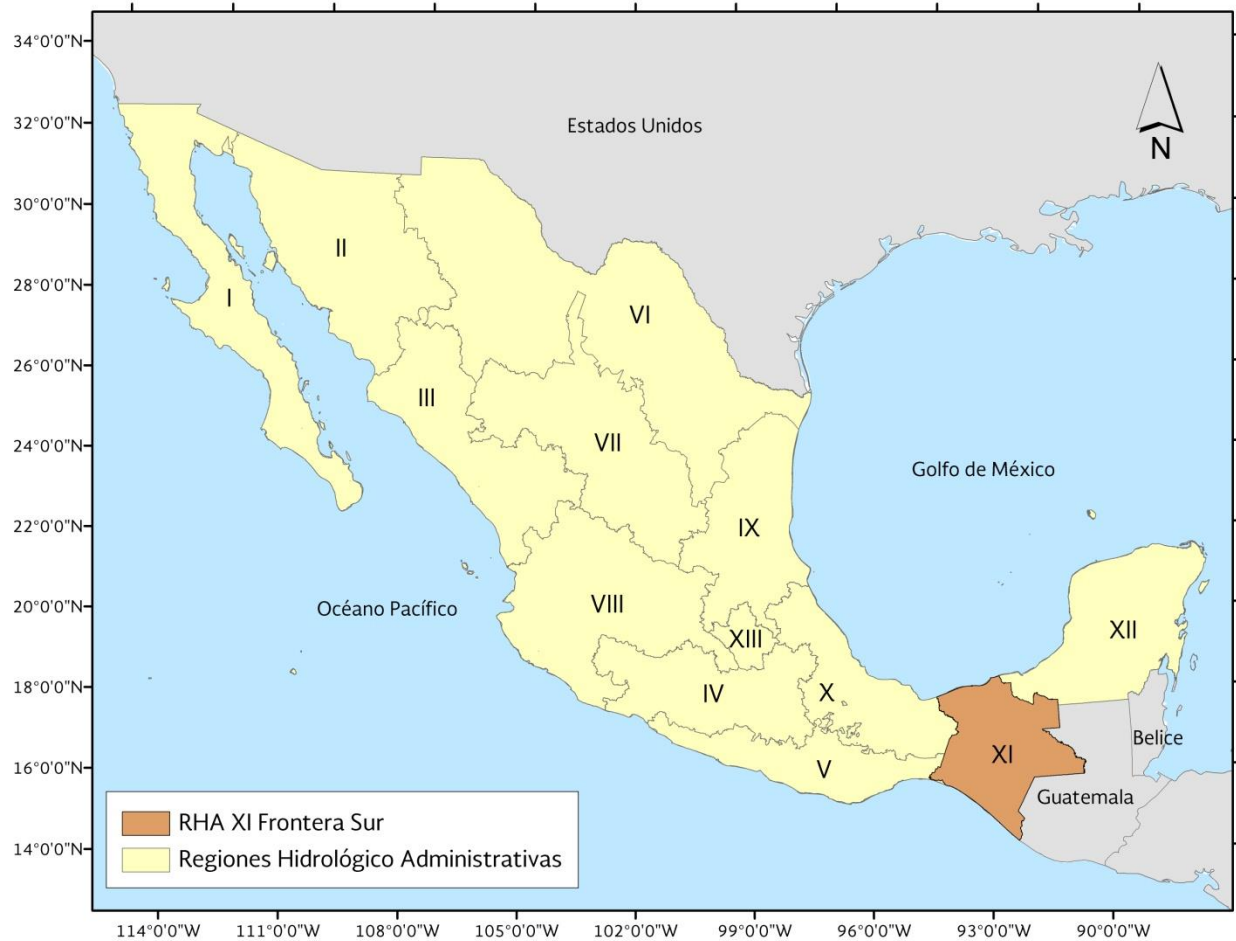 34°0'0"N
32°0'0"N
30°0'0"N
28°0'0"N
26°0'0"N
24°0'0"N
22°0'0"N
20°0'0"N
18°0'0"N
16°0'0"N
14°0'0"N
Estados Unidos
N
II
I
VI
III
VII
Golfo de México
IX
VIII
Océano Pacífico
XIII
XII
IV
X
Belice
XI
V
Guatemala
RHA XI Frontera Sur
Regiones Hidrológico Administrativas
114°0'0"W
111°0'0"W
108°0'0"W
105°0'0"W
102°0'0"W
99°0'0"W
96°0'0"W
93°0'0"W
90°0'0"W